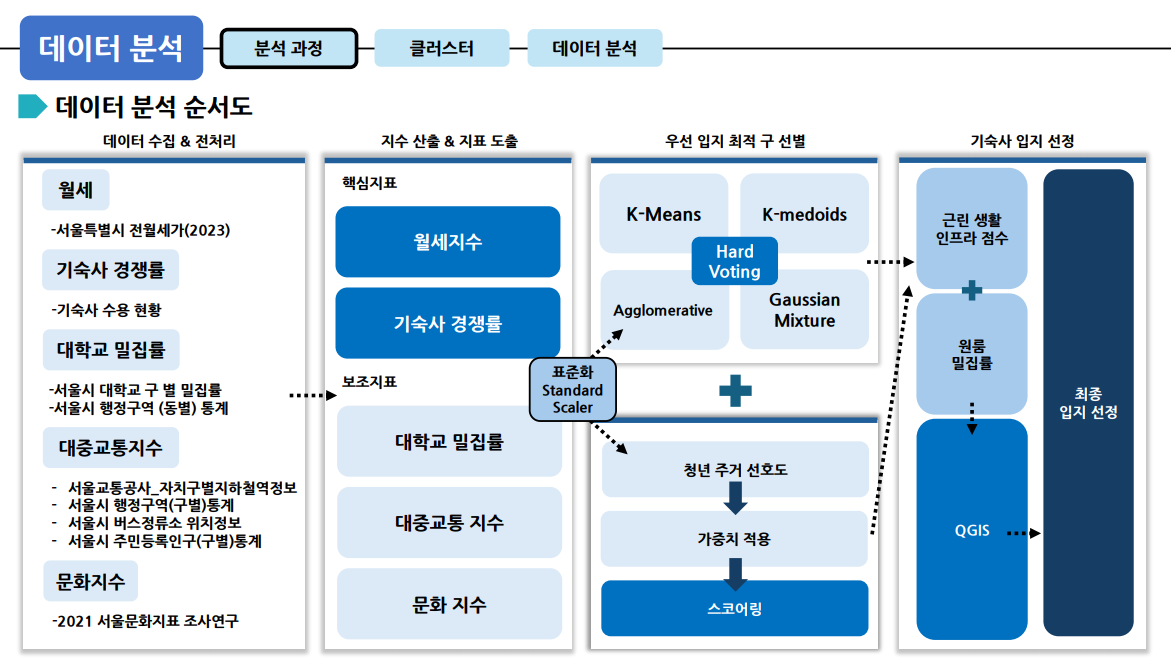 데이터 분석
분석 과정
클러스터
데이터 분석
데이터 분석 순서도
데이터 수집 & 전처리
월세
-서울특별시 전월세가(2023)
기숙사 경쟁률
-기숙사 수용 현황
대학교 밀집률
-서울시 대학교 구 별 밀집률
-서울시 행정구역 (동별) 통계
대중교통지수
- 서울교통공사_자치구별지하철역정보
- 서울시 행정구역(구별)통계
- 서울시 버스정류소 위치정보
- 서울시 주민등록인구(구별)통계
문화지수
-2021 서울문화지표 조사연구
지수 산출 & 지표 도출
핵심지표
월세지수
기숙사 경쟁률
보조지표
대학교 밀집률
대중교통 지수
문화 지수
표준화
Standard
Scaler
우선 입지 최적 구 선별
K-Means
K-medoids
Hard
Voting
Agglomerative
Gaussian
Mixture
청년 주거 선호도
가중치 적용
스코어링
기숙사 입지 선정
근린 생활
인프라 점수
원룸
밀집률
QGIS
최종
입지 선정